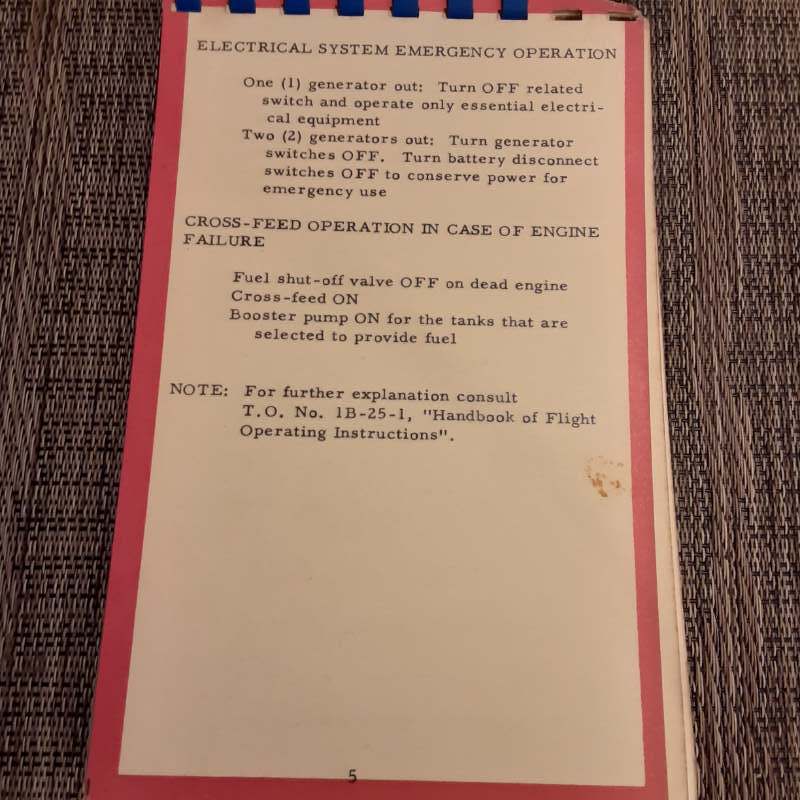 ELECTRICAL SYSTEM EMERGENCY OPERATION
One (1) generator out: Turn OFF related
switch and operate only essential electri-
cal equipment
Two (2) generators out: Turn generator
switches OFF. Turn battery disconnect
switches OFF to conserve power for
emergency use
CROSS-FEED OPERATION IN CASE OF ENGINE
FAILURE
Fuel shut-off valve OFF on dead engine
Cross-feed ON
Booster pump ON for the tanks that are
selected to provide fuel
NOTE: For further explanation consult
T.O. No. 1B-25-1, "Handbook of Flight
Operating Instructions".
5